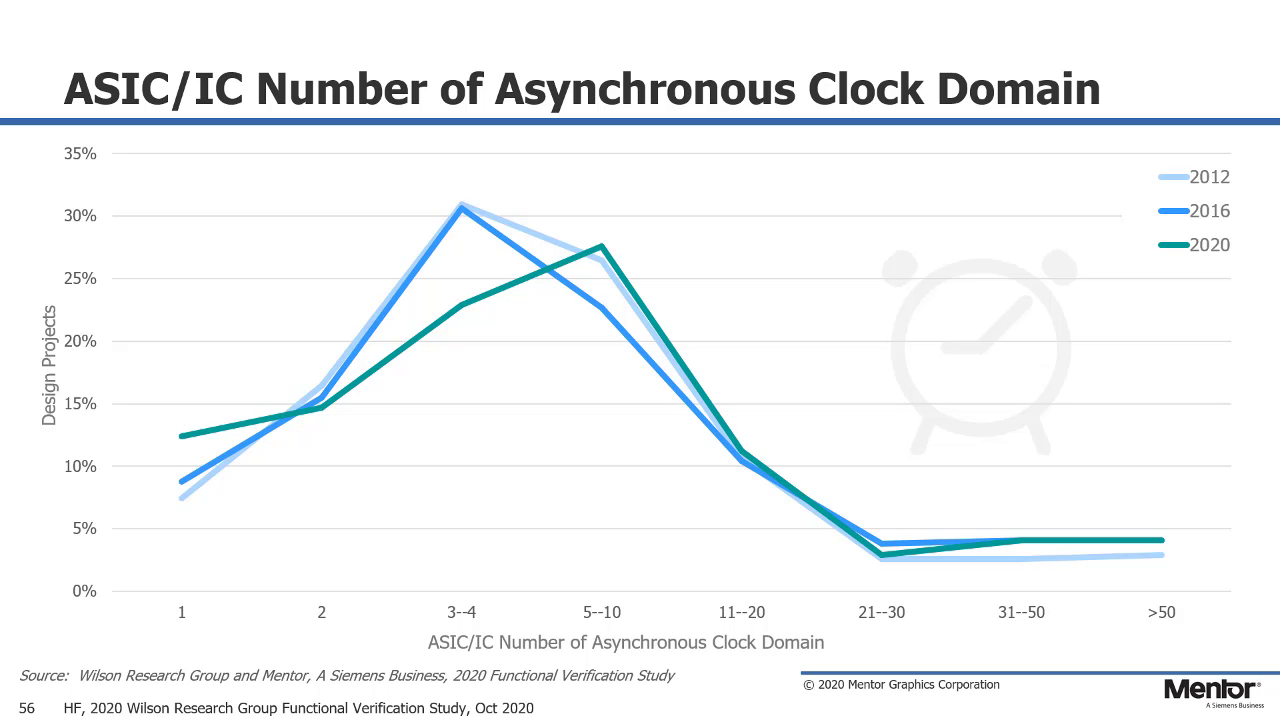 ASIC/IC Number of Asynchronous Clock Domain
35%
30%
25%
20%
15%
10%
5%
0%
Design Projects
2012
2016
2020
1 2 3--4 5--10 11--20 21--30 31--50 >50
ASIC/IC Number of Asynchronous Clock Domain
Source: Wilson Research Group and Mentor, A Siemens Business, 2020 Functional Verification Study
© 2020 Mentor Graphics Corporation
Mentor®
A Siemens Business
56 HF, 2020 Wilson Research Group Functional Verification Study, Oct 2020